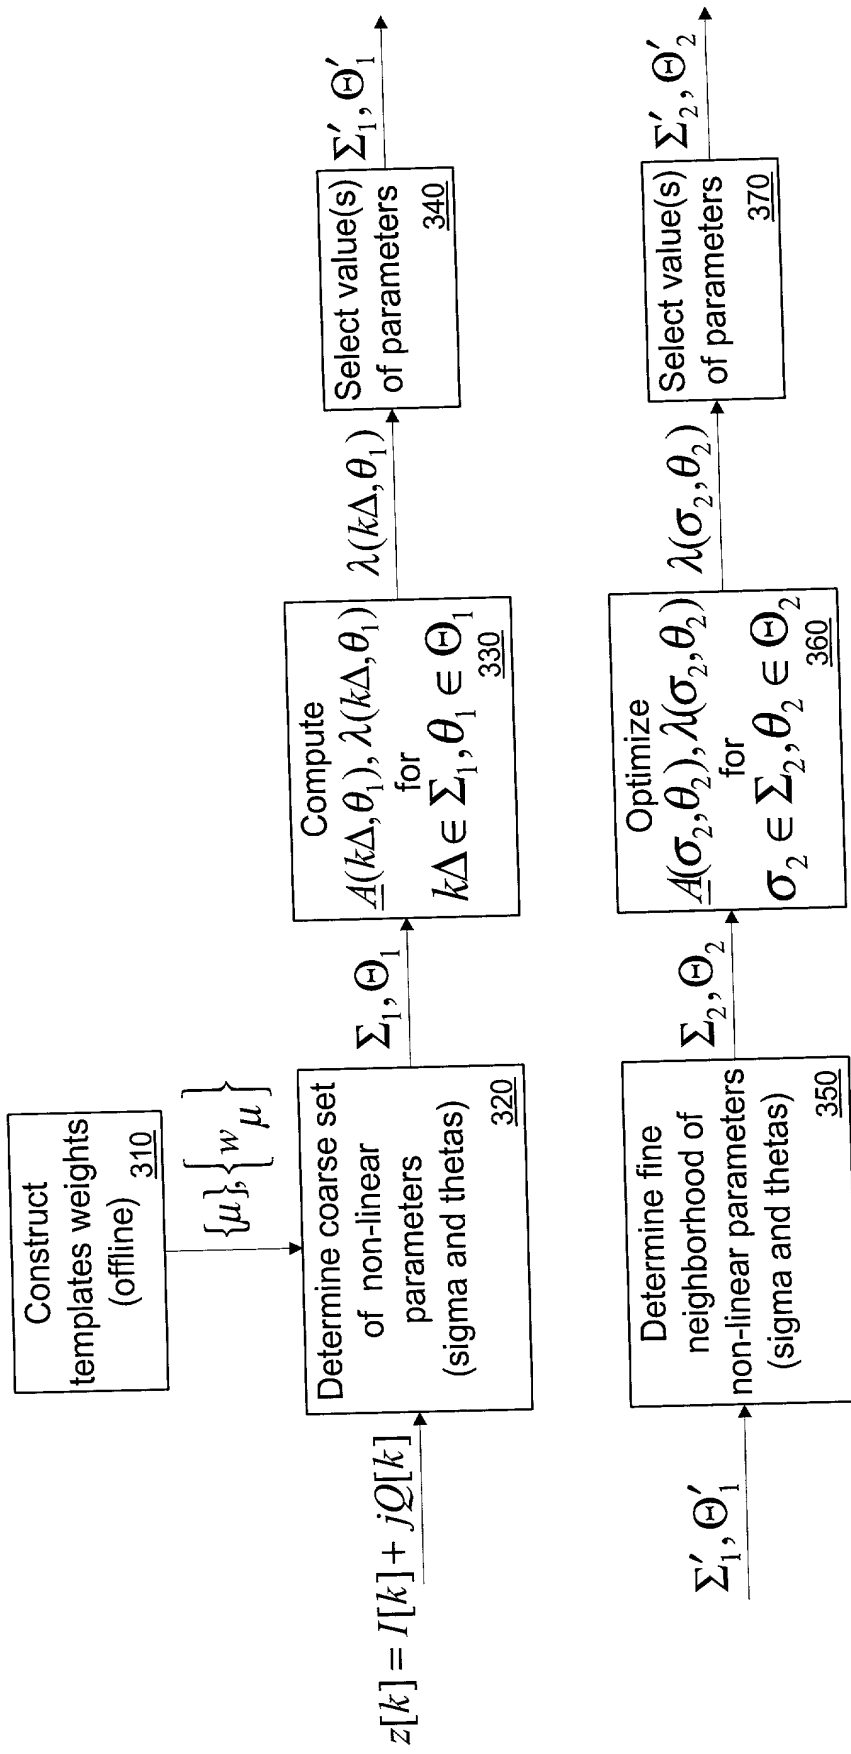 Construct
templates weights
(offline)
310
{μ}, {w_μ}
z[k] = I[k] + jQ[k]
Determine coarse set
of non-linear
parameters
(sigma and thetas)
320
Σ₁, Θ₁
Compute
A(kΔ, θ₁), λ(kΔ, θ₁)
for
kΔ ∈ Σ₁, θ₁ ∈ Θ₁
330
λ(kΔ, θ₁)
Select value(s)
of parameters
340
Σ′₁, Θ′₁
Σ′₁, Θ′₁
Determine fine
neighborhood of
non-linear parameters
(sigma and thetas)
350
Σ₂, Θ₂
Optimize
A(σ₂, θ₂), λ(σ₂, θ₂)
for
σ₂ ∈ Σ₂, θ₂ ∈ Θ₂
360
λ(σ₂, θ₂)
Select value(s)
of parameters
370
Σ′₂, Θ′₂